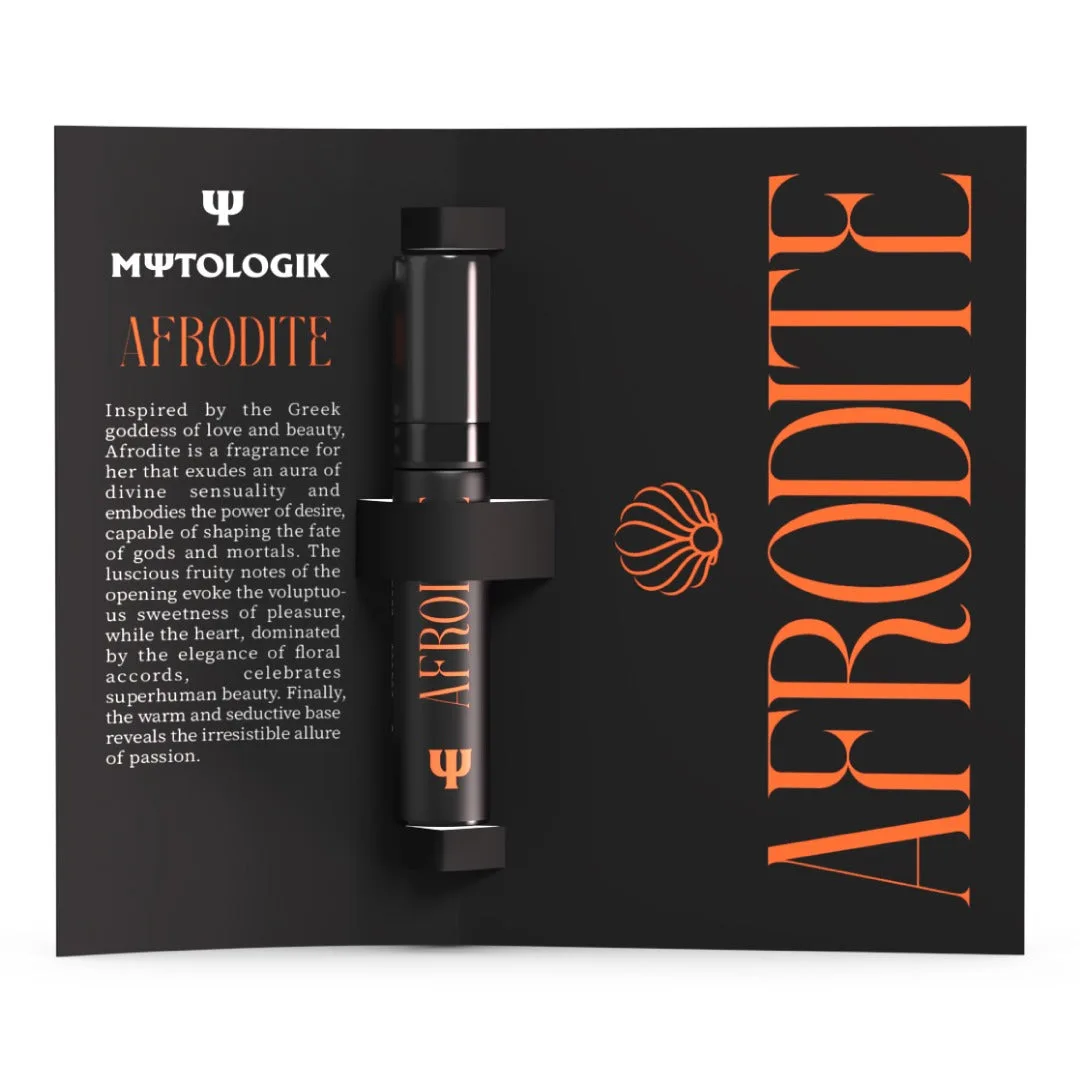 Ψ
MΨTOLOGIK
AFRODITE
Inspired by the Greek
goddess of love and beauty,
Afrodite is a fragrance for
her that exudes an aura of
divine sensuality and
embodies the power of desire,
capable of shaping the fate
of gods and mortals. The
luscious fruity notes of the
opening evoke the voluptuo-
us sweetness of pleasure,
while the heart, dominated
by the elegance of floral
accords, celebrates
superhuman beauty. Finally,
the warm and seductive base
reveals the irresistible allure
of passion.
AFROD
Ψ
AFRODITE